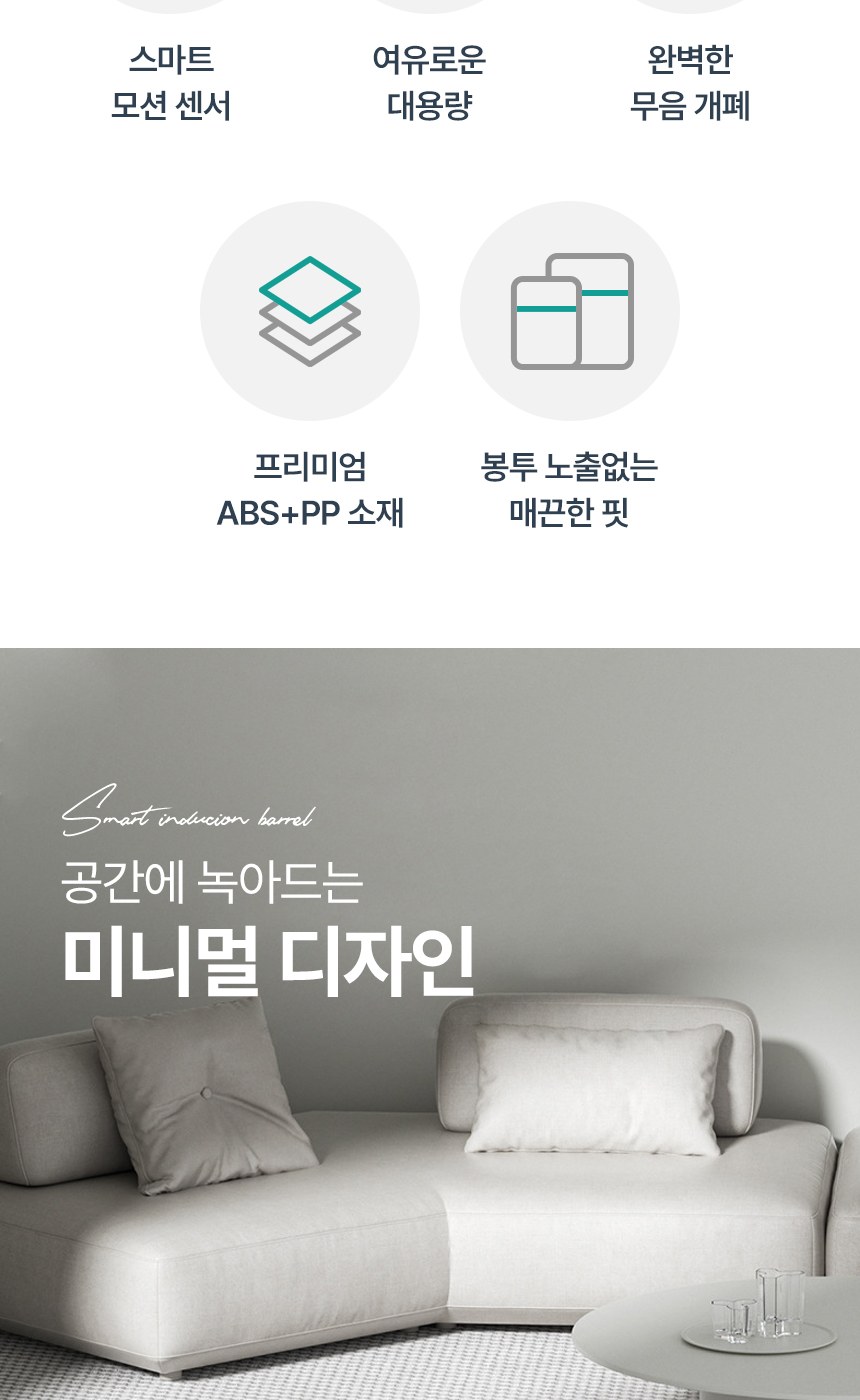 스마트
모션 센서
여유로운
대용량
완벽한
무음 개폐
프리미엄
ABS+PP 소재
봉투 노출없는
매끈한 핏
Smart inducion barrel
공간에 녹아드는
미니멀 디자인